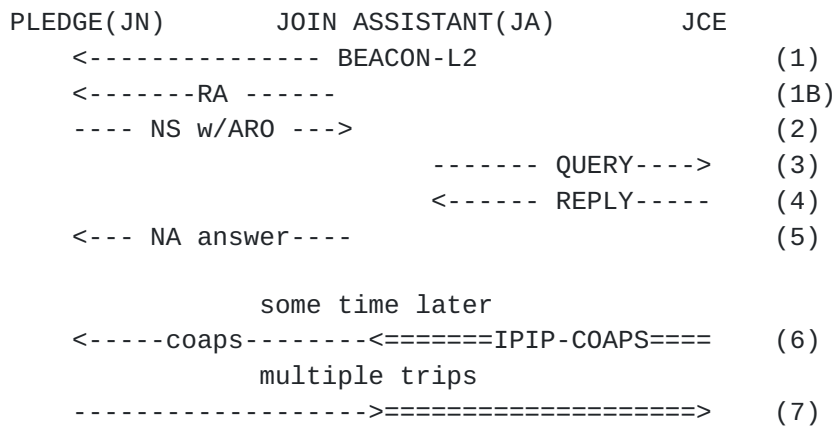 PLEDGE(JN)       JOIN ASSISTANT(JA)        JCE
    <--------------- BEACON-L2                   (1)
    <-------RA ------                            (1B)
    ---- NS w/ARO --->                           (2)
                          ------- QUERY---->     (3)
                          <------ REPLY-----     (4)
    <--- NA answer----                           (5)
                some time later
    <-----coaps--------<=======IPIP-COAPS====    (6)
                multiple trips
    ------------------->====================>    (7)